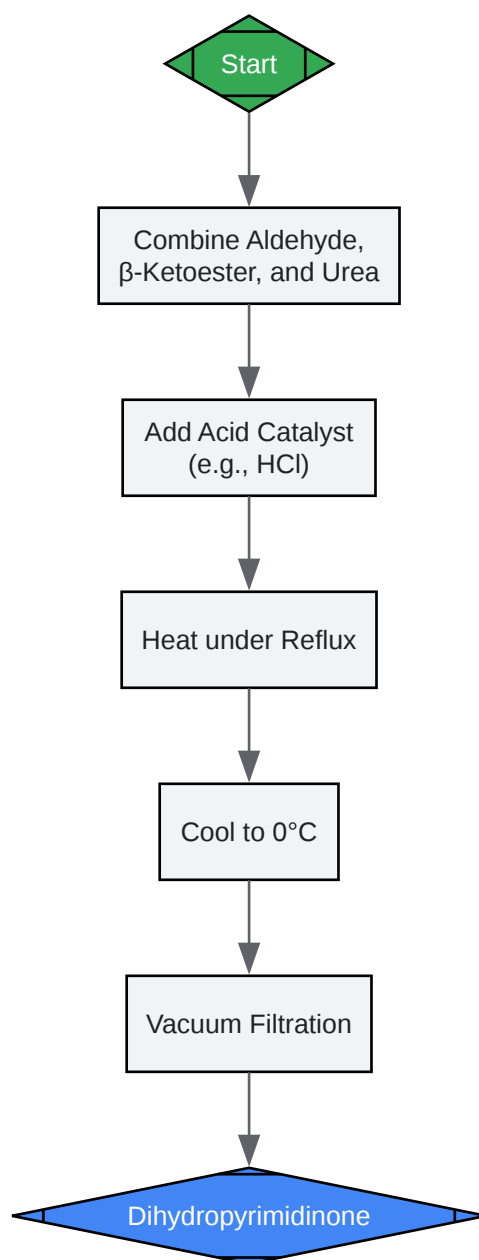 Start
Combine Aldehyde,
β-Ketoester, and Urea
Add Acid Catalyst
(e.g., HCl)
Heat under Reflux
Cool to 0°C
Vacuum Filtration
Dihydropyrimidinone